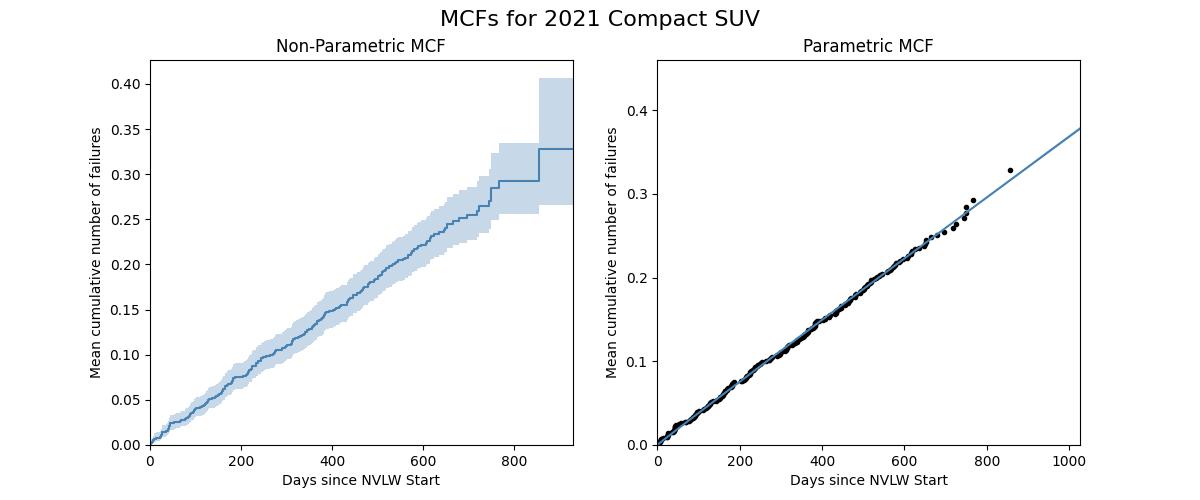 MCFs for 2021 Compact SUV
Non-Parametric MCF
Mean cumulative number of failures
0.40
0.35
0.30
0.25
0.20
0.15
0.10
0.05
0.00
0 200 400 600 800
Days since NVLW Start
Parametric MCF
Mean cumulative number of failures
0.4
0.3
0.2
0.1
0.0
0 200 400 600 800 1000
Days since NVLW Start